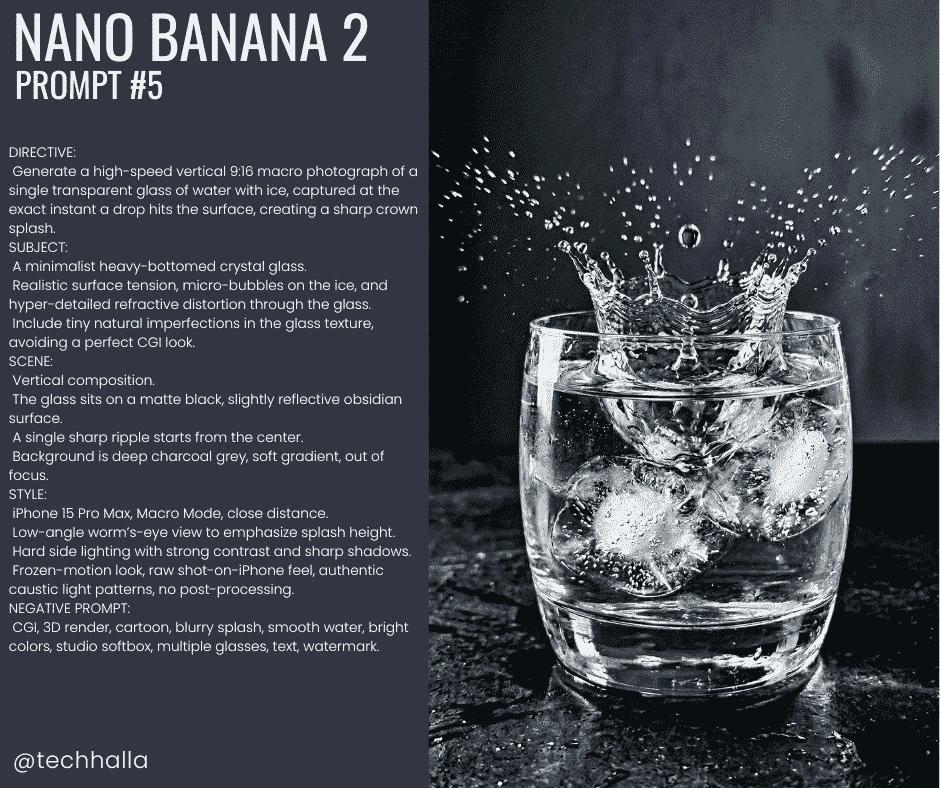 NANO BANANA 2
PROMPT #5
DIRECTIVE:
Generate a high-speed vertical 9:16 macro photograph of a
single transparent glass of water with ice, captured at the
exact instant a drop hits the surface, creating a sharp crown
splash.
SUBJECT:
A minimalist heavy-bottomed crystal glass.
Realistic surface tension, micro-bubbles on the ice, and
hyper-detailed refractive distortion through the glass.
Include tiny natural imperfections in the glass texture,
avoiding a perfect CGI look.
SCENE:
Vertical composition.
The glass sits on a matte black, slightly reflective obsidian
surface.
A single sharp ripple starts from the center.
Background is deep charcoal grey, soft gradient, out of
focus.
STYLE:
iPhone 15 Pro Max, Macro Mode, close distance.
Low-angle worm's-eye view to emphasize splash height.
Hard side lighting with strong contrast and sharp shadows.
Frozen-motion look, raw shot-on-iPhone feel, authentic
caustic light patterns, no post-processing.
NEGATIVE PROMPT:
CGI, 3D render, cartoon, blurry splash, smooth water, bright
colors, studio softbox, multiple glasses, text, watermark.
@techhalla